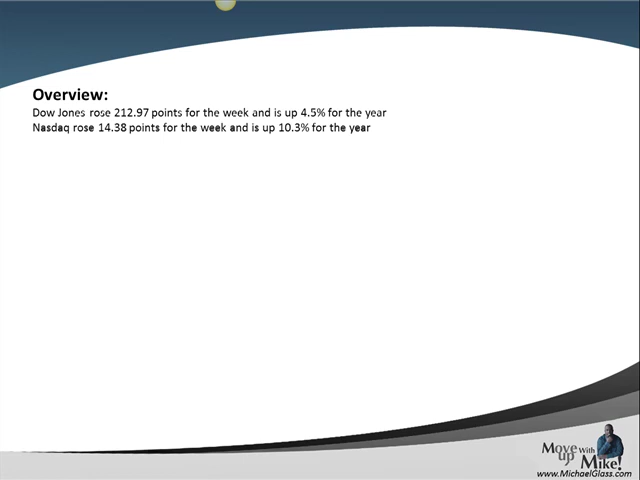 Overview:
Dow Jones rose 212.97 points for the week and is up 4.5% for the year
Nasdaq rose 14.38 points for the week and is up 10.3% for the year
Move up With Mike!
www.MichaelGlass.com